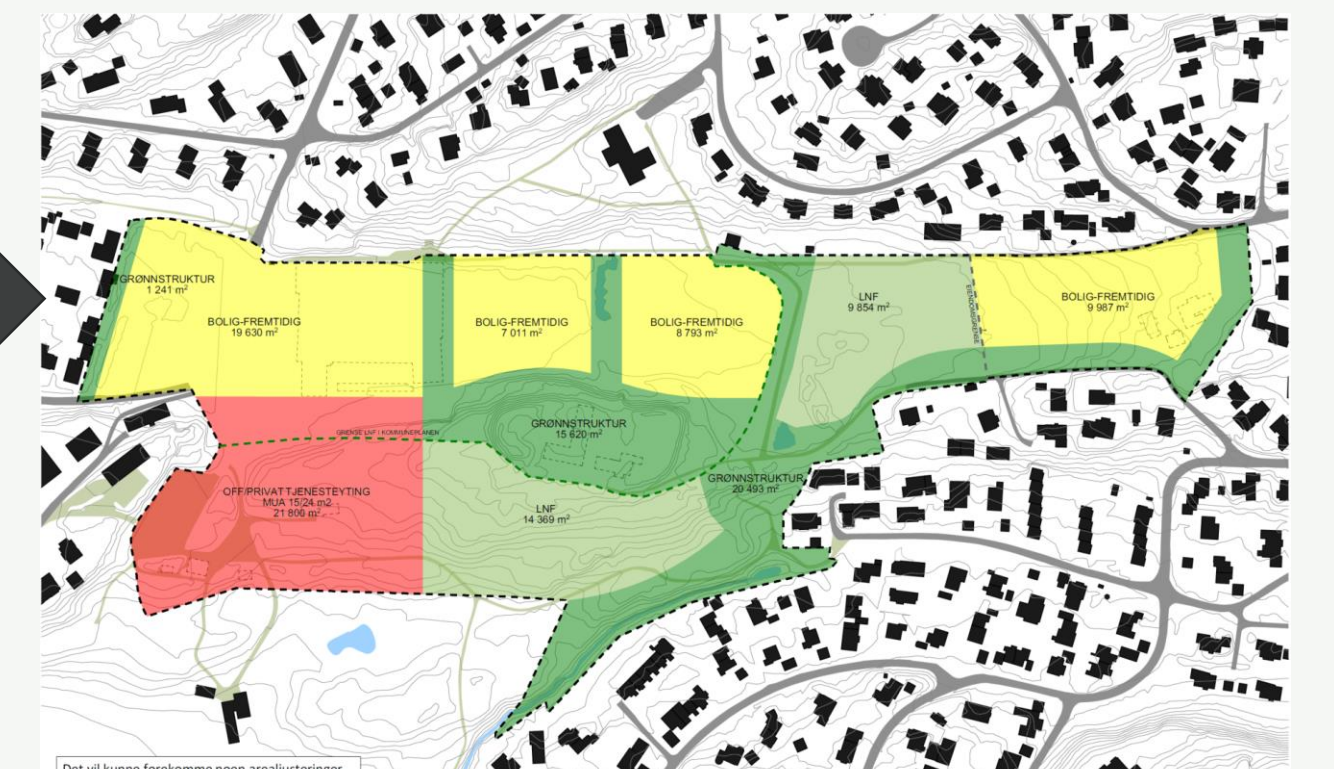 GRØNNSTRUKTUR
1 241 m²
BOLIG-FREMTIDIG
19 630 m²
BOLIG-FREMTIDIG
7 011 m²
BOLIG-FREMTIDIG
8 793 m²
LNF
9 854 m²
EIENDOMSGRENSE
BOLIG-FREMTIDIG
9 987 m²
GRENSE LNF I KOMMUNEPLANEN
GRØNNSTRUKTUR
15 620 m²
OFF/PRIVAT TJENESTEYTING
MUA 15/24 m2
21 800 m²
LNF
14 369 m²
GRØNNSTRUKTUR
20 493 m²
Det vil kunne forekomme noen arealjusteringer